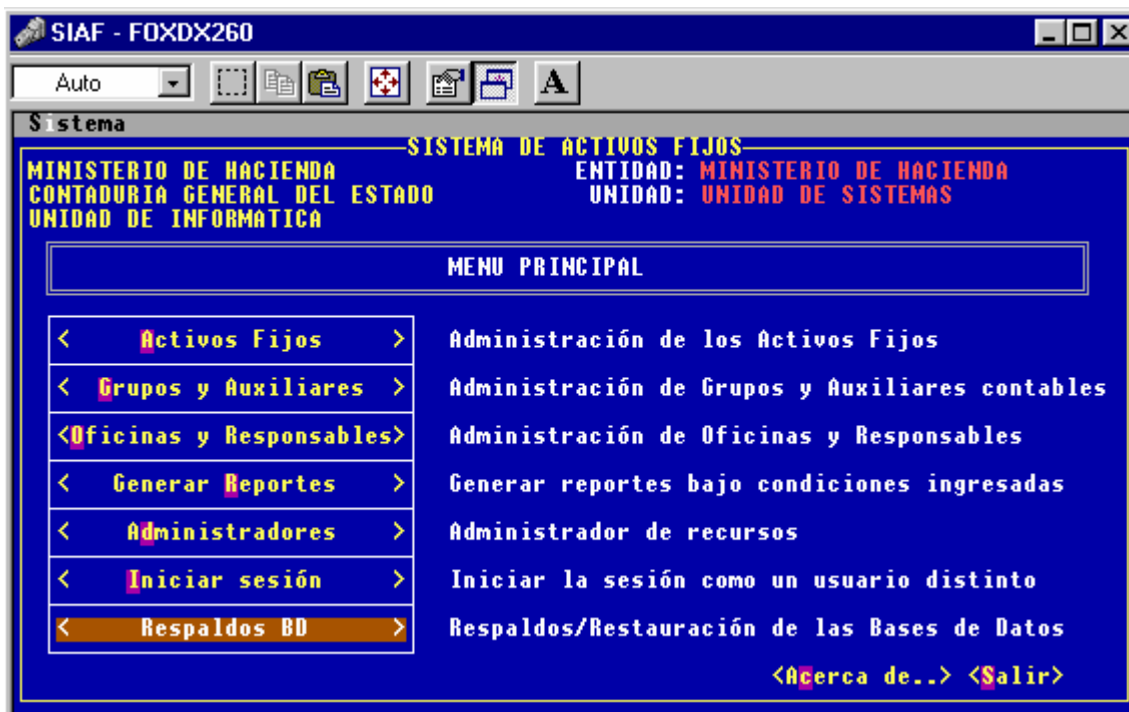 SIAF - FOXDX260
Auto
A
Sistema
SISTEMA DE ACTIVOS FIJOS
MINISTERIO DE HACIENDA ENTIDAD: MINISTERIO DE HACIENDA
CONTADURIA GENERAL DEL ESTADO UNIDAD: UNIDAD DE SISTEMAS
UNIDAD DE INFORMATICA
MENU PRINCIPAL
< Activos Fijos > Administración de los Activos Fijos
< Grupos y Auxiliares > Administración de Grupos y Auxiliares contables
<Oficinas y Responsables> Administración de Oficinas y Responsables
< Generar Reportes > Generar reportes bajo condiciones ingresadas
< Administradores > Administrador de recursos
< Iniciar sesión > Iniciar la sesión como un usuario distinto
< Respaldos BD > Respaldos/Restauración de las Bases de Datos
<Acerca de..> <Salir>